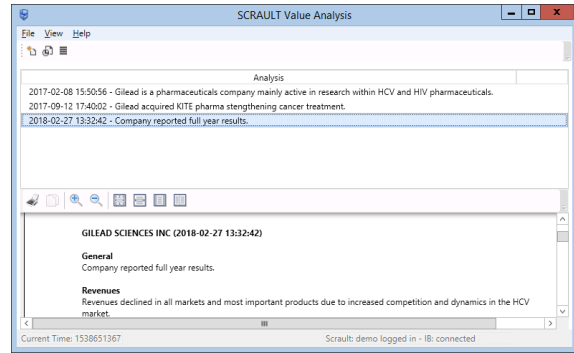 SCRAULT Value Analysis
File View Help
Analysis
2017-02-08 15:50:56 - Gilead is a pharmaceuticals company mainly active in research within HCV and HIV pharmaceuticals.
2017-09-12 17:40:02 - Gilead acquired KITE pharma stengthening cancer treatment.
2018-02-27 13:32:42 - Company reported full year results.
GILEAD SCIENCES INC (2018-02-27 13:32:42)
General
Company reported full year results.
Revenues
Revenues declined in all markets and most important products due to increased competition and dynamics in the HCV
market.
Current Time: 1538651367 Scrault: demo logged in - IB: connected